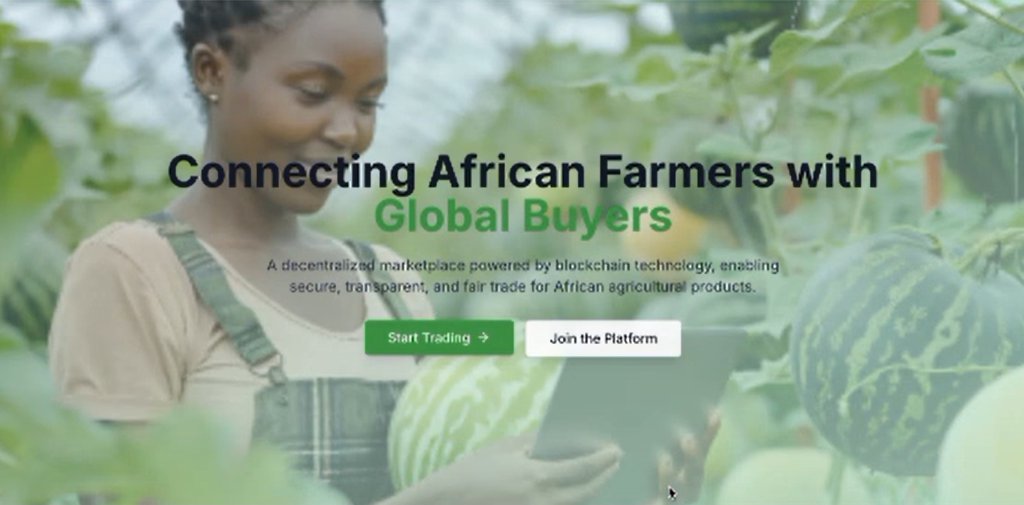 Connecting African Farmers with
Global Buyers
A decentralized marketplace powered by blockchain technology, enabling
secure, transparent, and fair trade for African agricultural products.
Start Trading →
Join the Platform